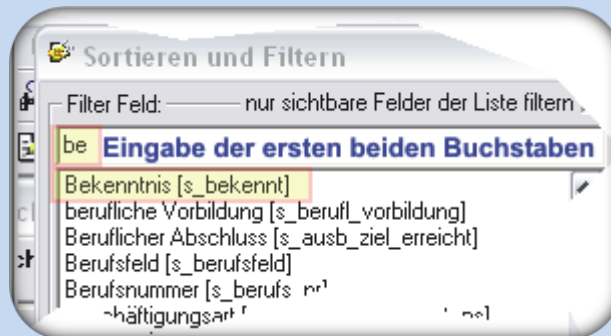 Sortieren und Filtern
Filter Feld: nur sichtbare Felder der Liste filtern
be Eingabe der ersten beiden Buchstaben
Bekenntnis [s_bekennt]
berufliche Vorbildung [s_berufl_vorbildung]
Beruflicher Abschluss [s_ausb_ziel_erreicht]
Berufsfeld [s_berufsfeld]
Berufsnummer [s_berufs